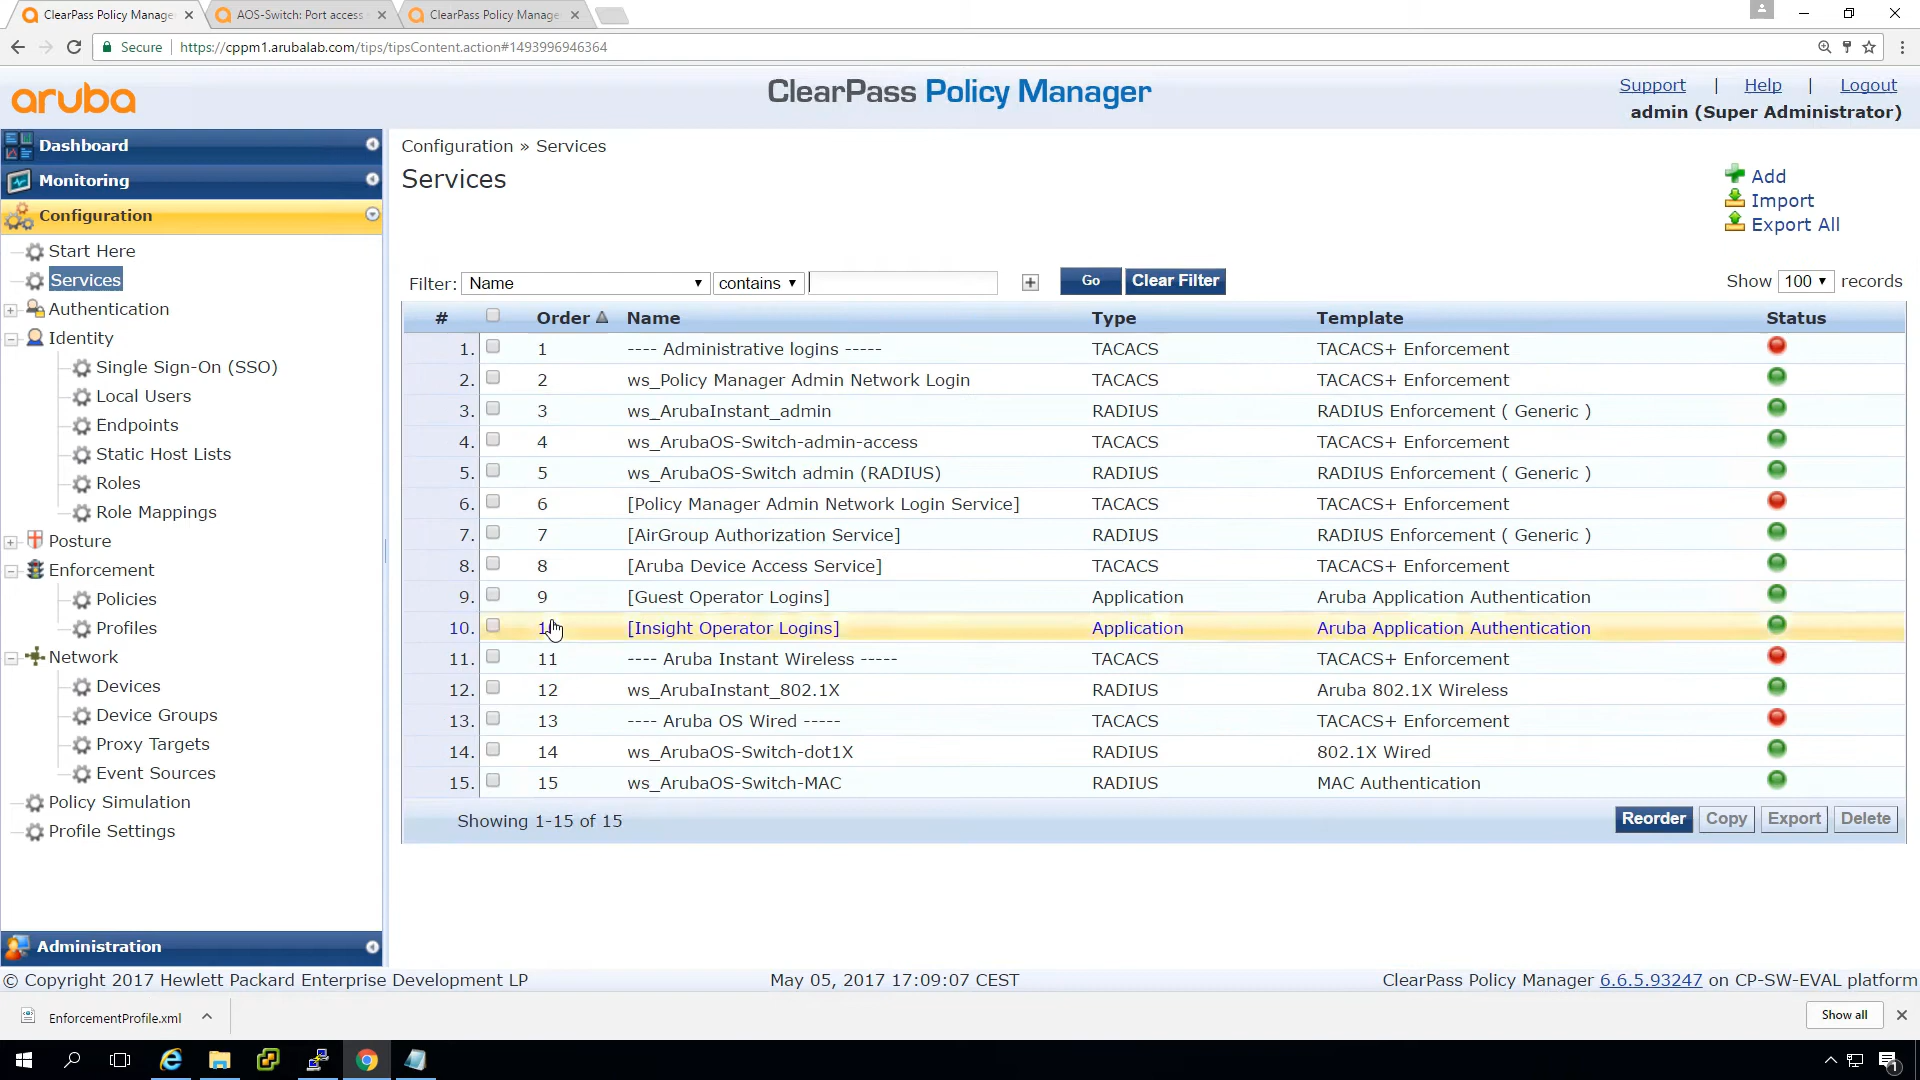 ClearPass Policy Manage
AOS-Switch: Port access
ClearPass Policy Manage
Secure
https://cppm1.arubalab.com/tips/tipsContent.action#1493996946364
aruba
ClearPass Policy Manager
Support | Help | Logout
admin (Super Administrator)
Dashboard
Monitoring
Configuration
Start Here
Services
Authentication
Identity
Single Sign-On (SSO)
Local Users
Endpoints
Static Host Lists
Roles
Role Mappings
Posture
Enforcement
Policies
Profiles
Network
Devices
Device Groups
Proxy Targets
Event Sources
Policy Simulation
Profile Settings
Administration
Configuration » Services
Services
Add
Import
Export All
Filter: Name contains Go Clear Filter Show 100 records
# Order Name Type Template Status
1. 1 ---- Administrative logins ----- TACACS TACACS+ Enforcement
2. 2 ws_Policy Manager Admin Network Login TACACS TACACS+ Enforcement
3. 3 ws_ArubaInstant_admin RADIUS RADIUS Enforcement ( Generic )
4. 4 ws_ArubaOS-Switch-admin-access TACACS TACACS+ Enforcement
5. 5 ws_ArubaOS-Switch admin (RADIUS) RADIUS RADIUS Enforcement ( Generic )
6. 6 [Policy Manager Admin Network Login Service] TACACS TACACS+ Enforcement
7. 7 [AirGroup Authorization Service] RADIUS RADIUS Enforcement ( Generic )
8. 8 [Aruba Device Access Service] TACACS TACACS+ Enforcement
9. 9 [Guest Operator Logins] Application Aruba Application Authentication
10. [Insight Operator Logins] Application Aruba Application Authentication
11. 11 ---- Aruba Instant Wireless ----- TACACS TACACS+ Enforcement
12. 12 ws_ArubaInstant_802.1X RADIUS Aruba 802.1X Wireless
13. 13 ---- Aruba OS Wired ----- TACACS TACACS+ Enforcement
14. 14 ws_ArubaOS-Switch-dot1X RADIUS 802.1X Wired
15. 15 ws_ArubaOS-Switch-MAC RADIUS MAC Authentication
Showing 1-15 of 15 Reorder Copy Export Delete
© Copyright 2017 Hewlett Packard Enterprise Development LP May 05, 2017 17:09:07 CEST ClearPass Policy Manager 6.6.5.93247 on CP-SW-EVAL platform
EnforcementProfile.xml
Show all
1